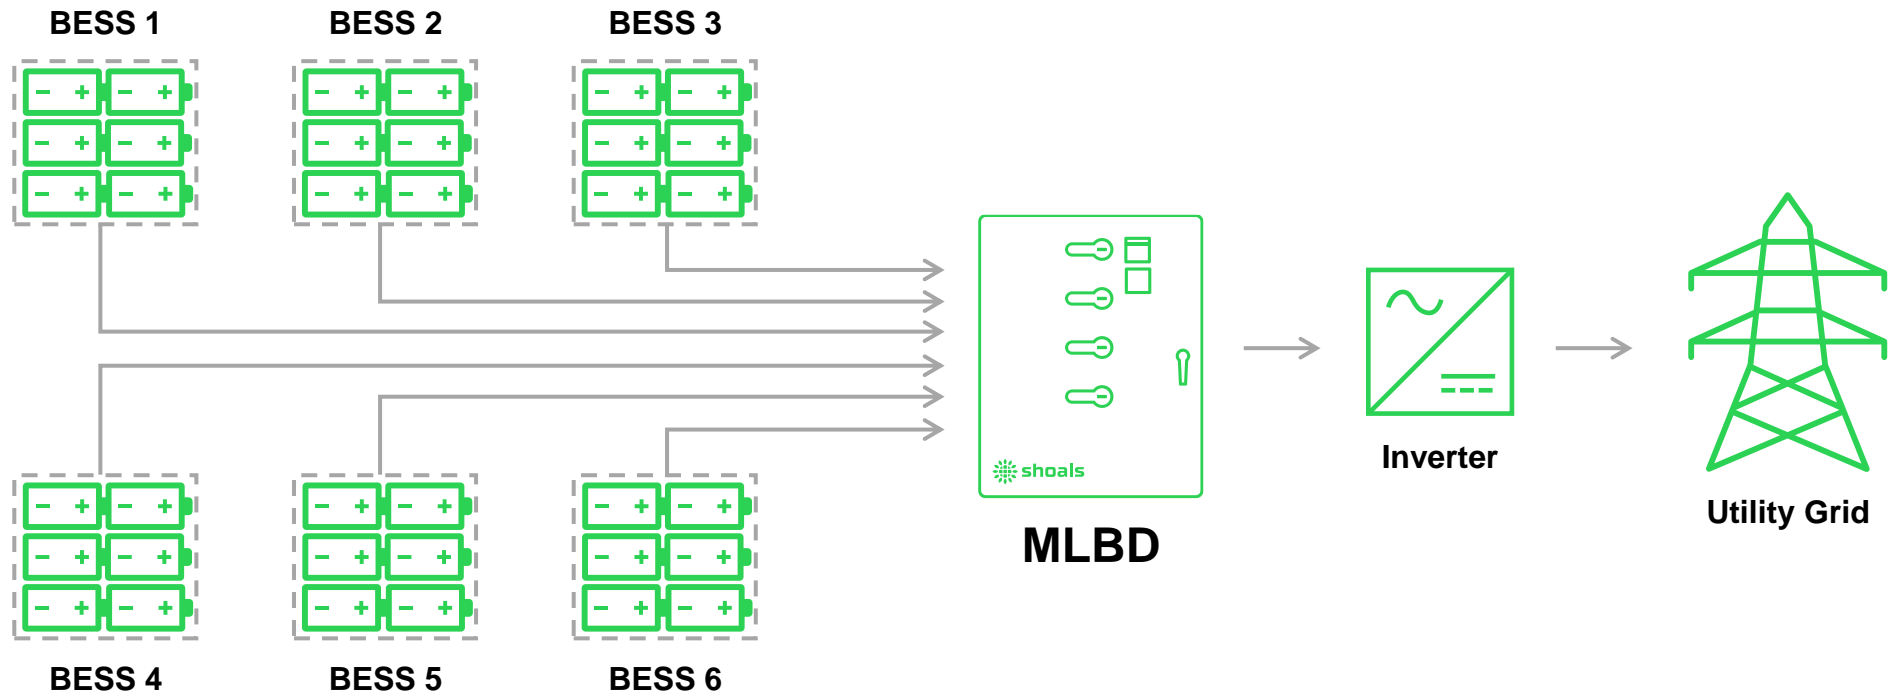 BESS 1
BESS 2
BESS 3
shoals
MLBD
Inverter
Utility Grid
BESS 4
BESS 5
BESS 6